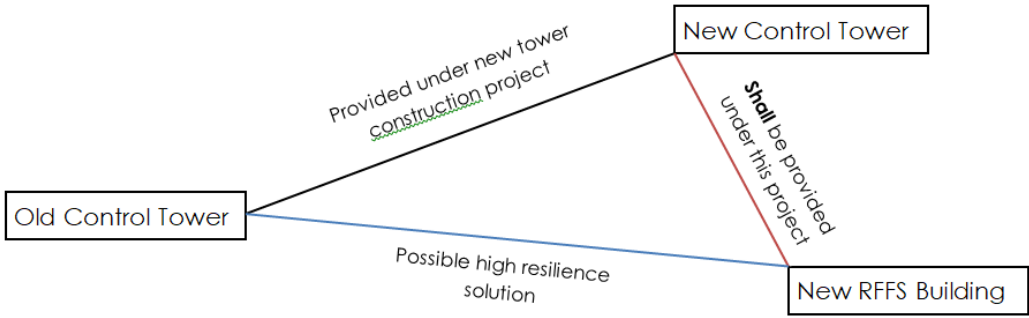 New Control Tower
Provided under new tower
construction project
Shall be provided
under this project
Old Control Tower
Possible high resilience
solution
New RFFS Building